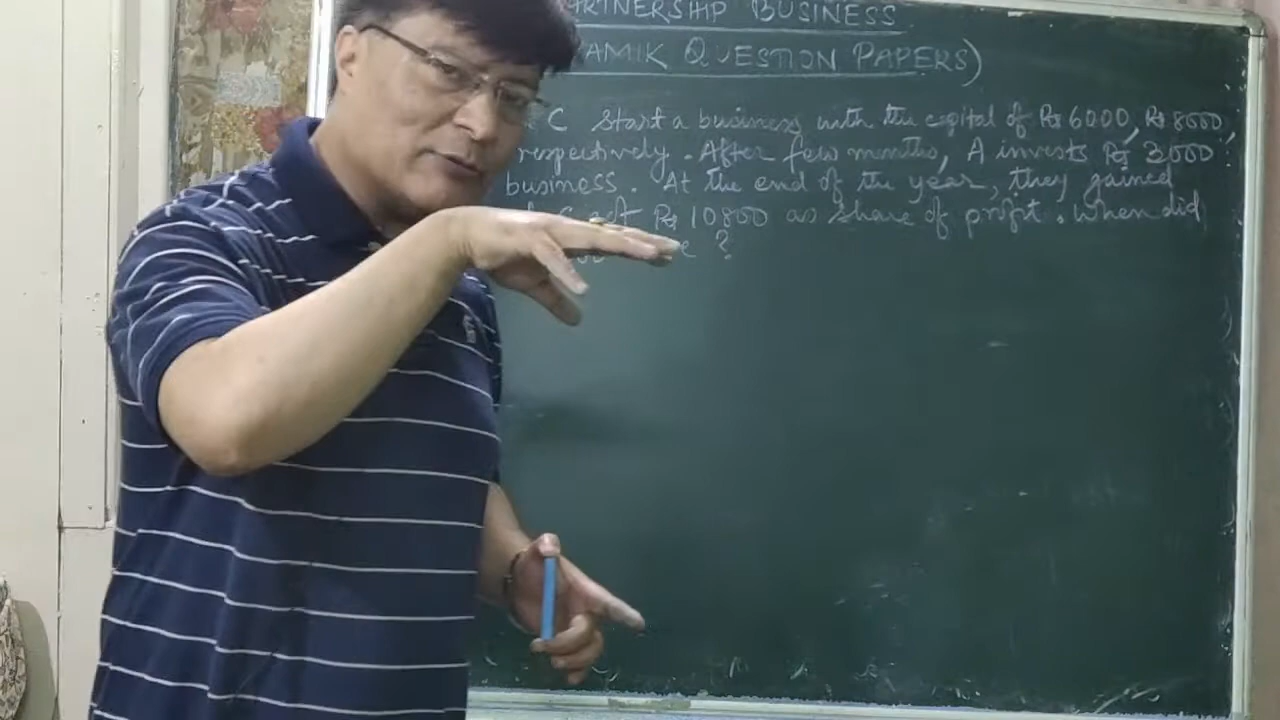 PARTNERSHIP BUSINESS
AMIK QUESTION PAPERS)
C start a business with the capital of Rs 6000, Rs 8000,
respectively. After few months, A invests Rs 3000
business. At the end of the year, they gained
C get Rs 10800 as share of profit. When did
?